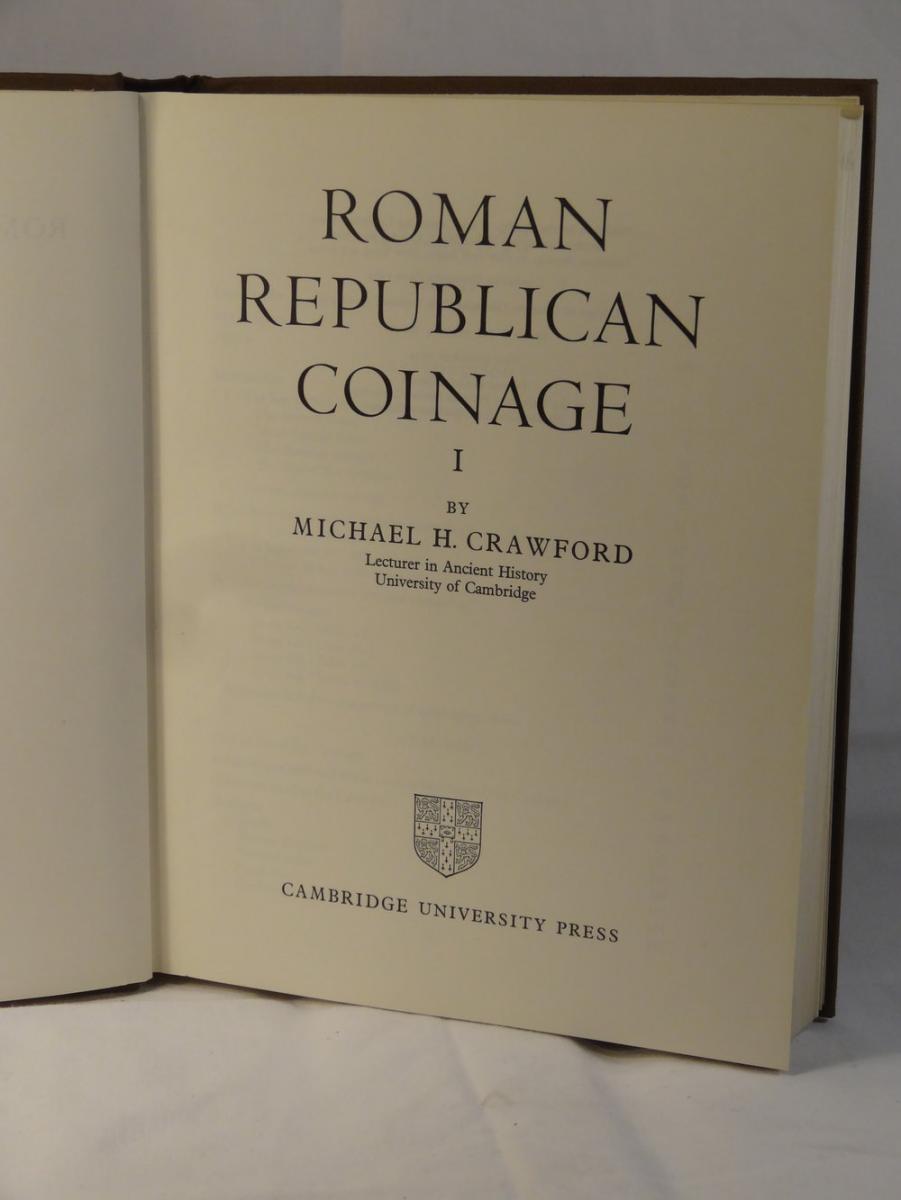 ROMAN
REPUBLICAN
COINAGE
I
BY
MICHAEL H. CRAWFORD
Lecturer in Ancient History
University of Cambridge
CAMBRIDGE UNIVERSITY PRESS